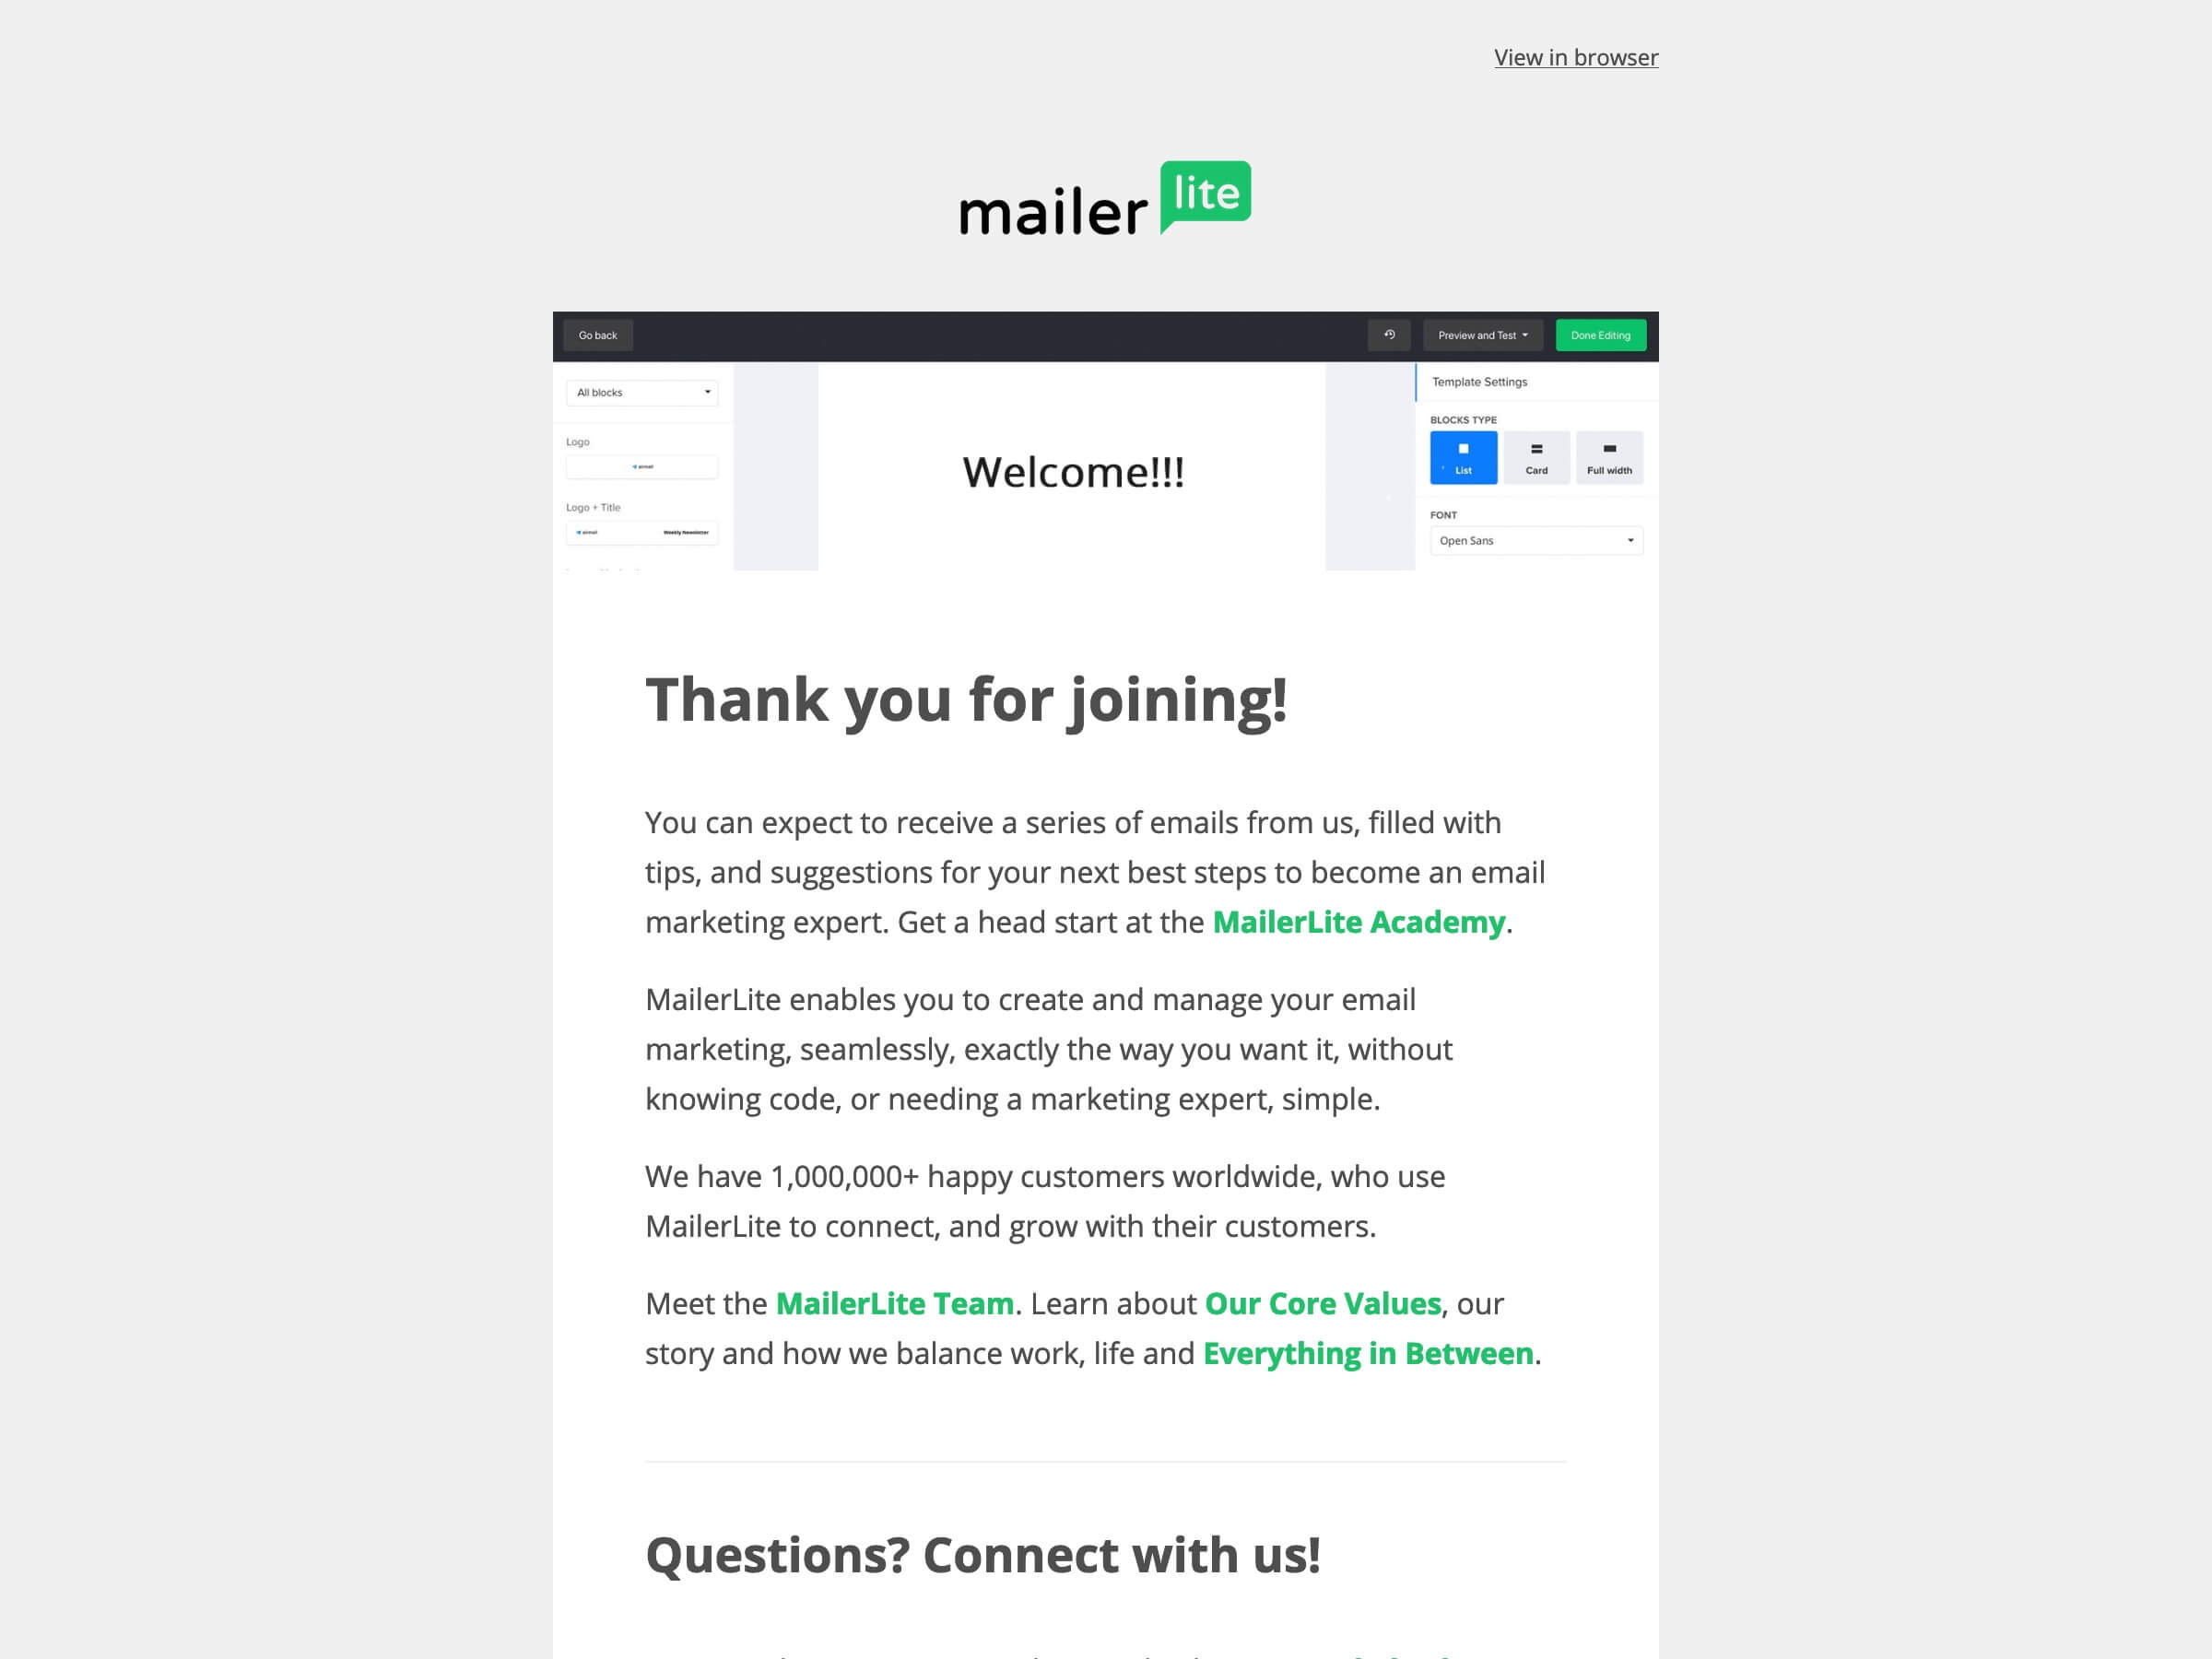 View in browser
mailer lite
Go back
Preview and Test
Done Editing
All blocks
Template Settings
Logo
BLOCKS TYPE
List
Card
Full width
Welcome!!!
Logo + Title
Weekly Newsletter
FONT
Open Sans
Thank you for joining!
You can expect to receive a series of emails from us, filled with
tips, and suggestions for your next best steps to become an email
marketing expert. Get a head start at the MailerLite Academy.
MailerLite enables you to create and manage your email
marketing, seamlessly, exactly the way you want it, without
knowing code, or needing a marketing expert, simple.
We have 1,000,000+ happy customers worldwide, who use
MailerLite to connect, and grow with their customers.
Meet the MailerLite Team. Learn about Our Core Values, our
story and how we balance work, life and Everything in Between.
Questions? Connect with us!